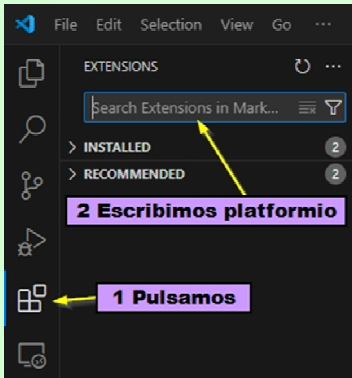 File Edit Selection View Go ...
EXTENSIONS ...
Search Extensions in Mark...
INSTALLED 2
RECOMMENDED 2
2 Escribimos platformio
1 Pulsamos